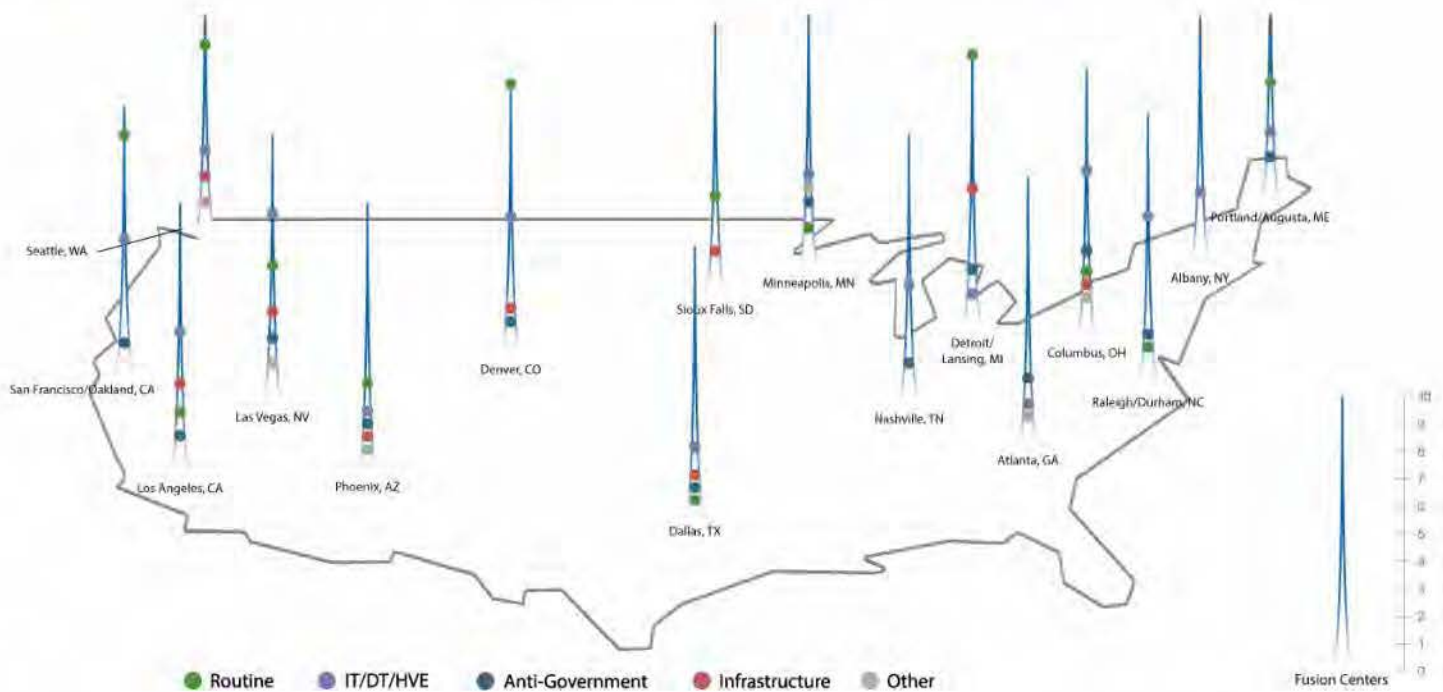 Seattle, WA
Portland/Augusta, ME
Minneapolis, MN
Albany, NY
Sioux Falls, SD
Detroit/
Lansing, MI
Columbus, OH
Denver, CO
San Francisco/Oakland, CA
Las Vegas, NV
Nashville, TN
Raleigh/Durham/NC
Atlanta, GA
Los Angeles, CA
Phoenix, AZ
Dallas, TX
10
9
8
7
6
5
4
3
2
1
0
Fusion Centers
Routine
IT/DT/HVE
Anti-Government
Infrastructure
Other